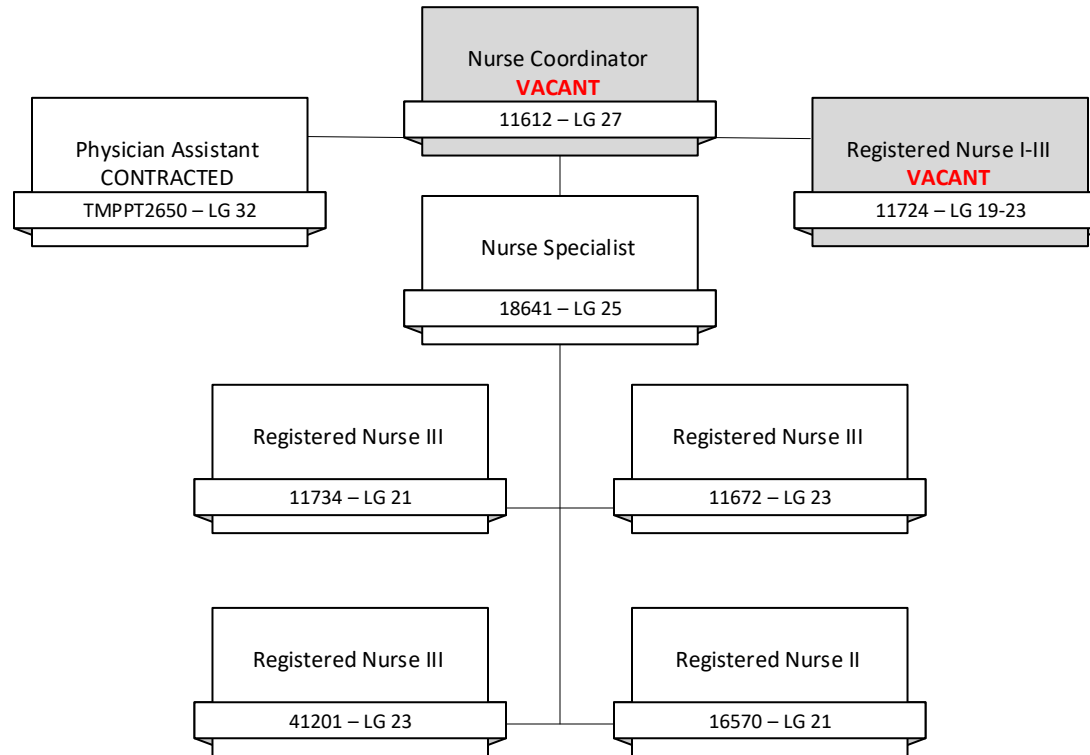 Nurse Coordinator
VACANT
11612 – LG 27
Physician Assistant
CONTRACTED
TMPPT2650 – LG 32
Registered Nurse I-III
VACANT
11724 – LG 19-23
Nurse Specialist
18641 – LG 25
Registered Nurse III
11734 – LG 21
Registered Nurse III
11672 – LG 23
Registered Nurse III
41201 – LG 23
Registered Nurse II
16570 – LG 21